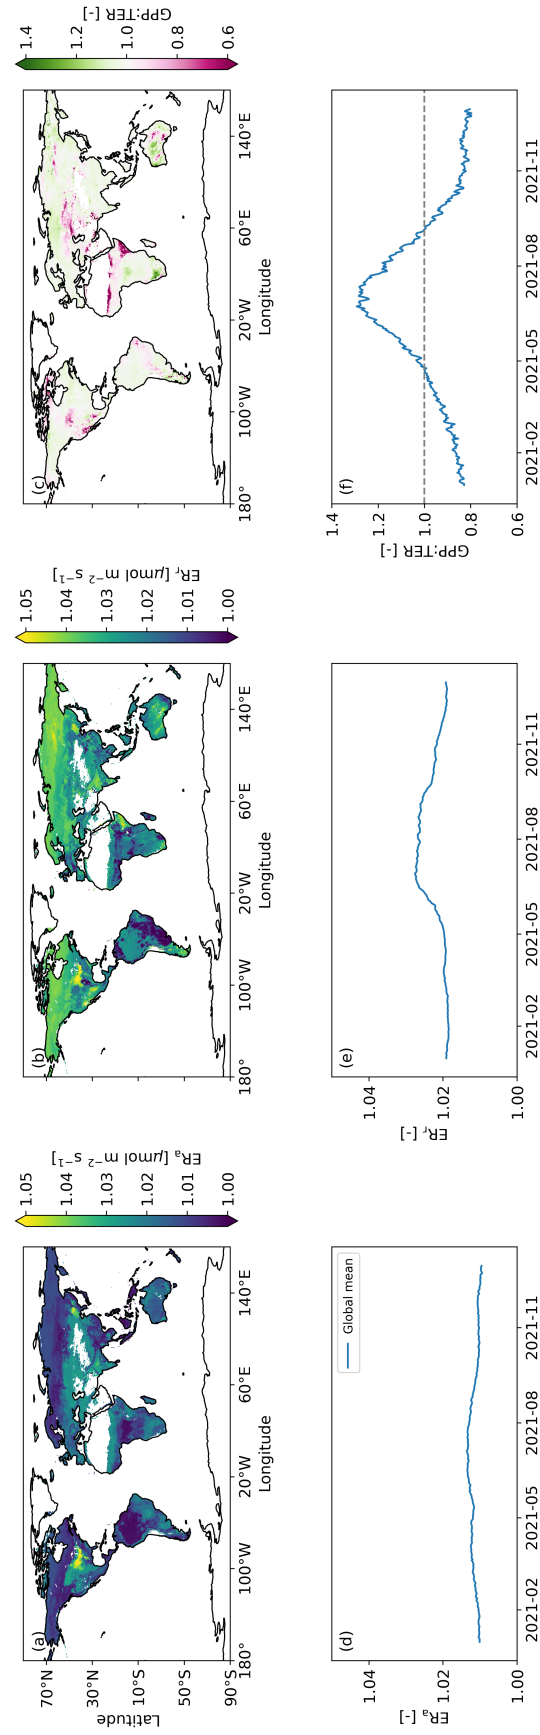 (a)
70°N
30°N
10°S
50°S
90°S
Latitude
180°
100°W
20°W
60°E
140°E
Longitude
1.05
1.04
1.03
1.02
1.01
1.00
ERₐ [μmol m⁻² s⁻¹]
(b)
180°
100°W
20°W
60°E
140°E
Longitude
1.05
1.04
1.03
1.02
1.01
1.00
ERᵣ [μmol m⁻² s⁻¹]
(c)
180°
100°W
20°W
60°E
140°E
Longitude
1.4
1.2
1.0
0.8
0.6
GPP:TER [-]
(d)
Global mean
1.04
1.02
1.00
ERₐ [-]
2021-02
2021-05
2021-08
2021-11
(e)
1.04
1.02
1.00
ERᵣ [-]
2021-02
2021-05
2021-08
2021-11
(f)
1.4
1.2
1.0
0.8
0.6
GPP:TER [-]
2021-02
2021-05
2021-08
2021-11